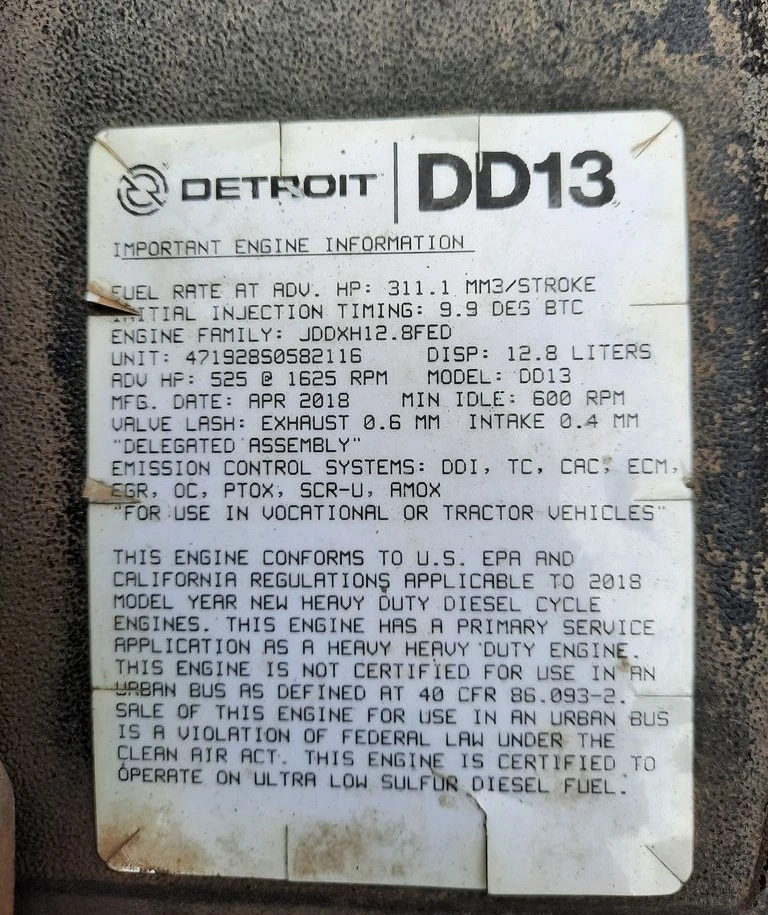 DETROIT DD13
IMPORTANT ENGINE INFORMATION
FUEL RATE AT ADV. HP: 311.1 MM3/STROKE
INITIAL INJECTION TIMING: 9.9 DEG BTC
ENGINE FAMILY: JDDXH12.8FED
UNIT: 471928S0582116 DISP: 12.8 LITERS
ADV HP: 525 @ 1625 RPM MODEL: DD13
MFG. DATE: APR 2018 MIN IDLE: 600 RPM
VALVE LASH: EXHAUST 0.6 MM INTAKE 0.4 MM
"DELEGATED ASSEMBLY"
EMISSION CONTROL SYSTEMS: DDI, TC, CAC, ECM,
EGR, OC, PTOX, SCR-U, AMOX
"FOR USE IN VOCATIONAL OR TRACTOR VEHICLES"
THIS ENGINE CONFORMS TO U.S. EPA AND
CALIFORNIA REGULATIONS APPLICABLE TO 2018
MODEL YEAR NEW HEAVY DUTY DIESEL CYCLE
ENGINES. THIS ENGINE HAS A PRIMARY SERVICE
APPLICATION AS A HEAVY HEAVY DUTY ENGINE.
THIS ENGINE IS NOT CERTIFIED FOR USE IN AN
URBAN BUS AS DEFINED AT 40 CFR 86.093-2.
SALE OF THIS ENGINE FOR USE IN AN URBAN BUS
IS A VIOLATION OF FEDERAL LAW UNDER THE
CLEAN AIR ACT. THIS ENGINE IS CERTIFIED TO
OPERATE ON ULTRA LOW SULFUR DIESEL FUEL.